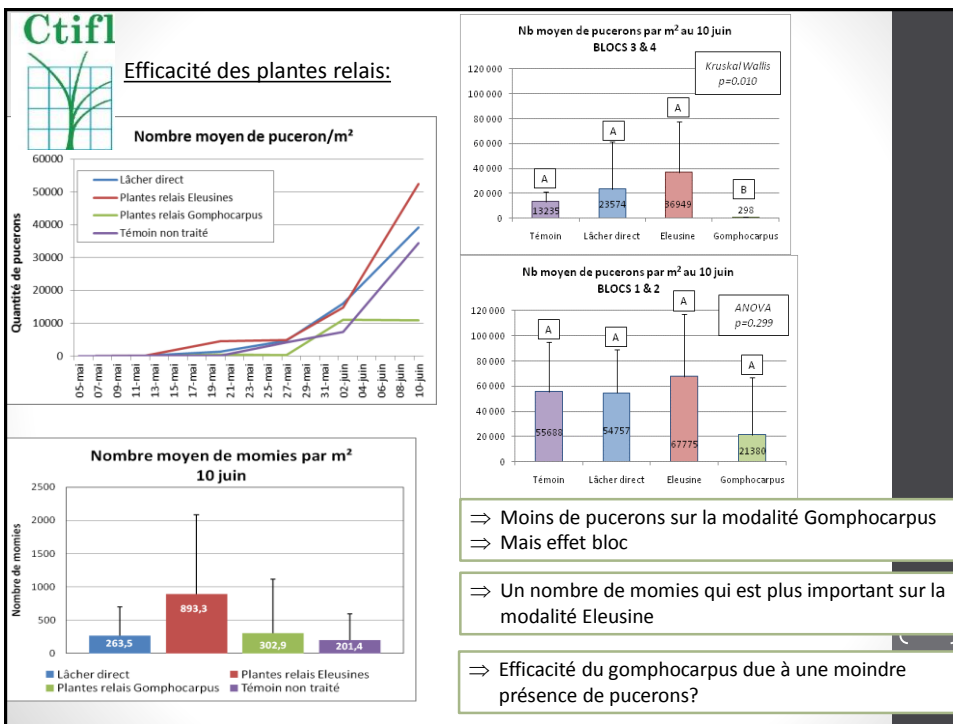 Ctifl
Efficacité des plantes relais:
Nombre moyen de puceron/m²
Quantité de pucerons
60000
50000
40000
30000
20000
10000
0
Lâcher direct
Plantes relais Eleusines
Plantes relais Gomphocarpus
Témoin non traité
05-mai
07-mai
09-mai
11-mai
13-mai
15-mai
17-mai
19-mai
21-mai
23-mai
25-mai
27-mai
29-mai
31-mai
02-juin
04-juin
06-juin
08-juin
10-juin
Nombre moyen de momies par m²
10 juin
Nombre de momies
2500
2000
1500
1000
500
0
263,5
893,3
302,9
201,4
Lâcher direct
Plantes relais Eleusines
Plantes relais Gomphocarpus
Témoin non traité
Nb moyen de pucerons par m² au 10 juin
BLOCS 3 & 4
Kruskal Wallis
p=0.010
120 000
100 000
80 000
60 000
40 000
20 000
0
A
A
A
B
13235
23574
36949
298
Témoin
Lâcher direct
Eleusine
Gomphocarpus
Nb moyen de pucerons par m² au 10 juin
BLOCS 1 & 2
ANOVA
p=0.299
120 000
100 000
80 000
60 000
40 000
20 000
0
A
A
A
A
55688
54757
67775
21380
Témoin
Lâcher direct
Eleusine
Gomphocarpus
⇒ Moins de pucerons sur la modalité Gomphocarpus
⇒ Mais effet bloc
⇒ Un nombre de momies qui est plus important sur la
modalité Eleusine
⇒ Efficacité du gomphocarpus due à une moindre
présence de pucerons?